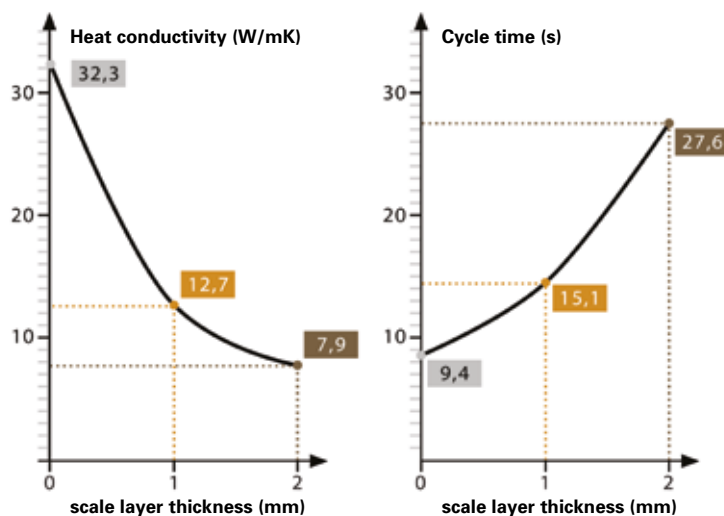 Heat conductivity (W/mK)
32,3
30
20
12,7
10
7,9
0 1 2
scale layer thickness (mm)
Cycle time (s)
30
27,6
20
15,1
10
9,4
0 1 2
scale layer thickness (mm)